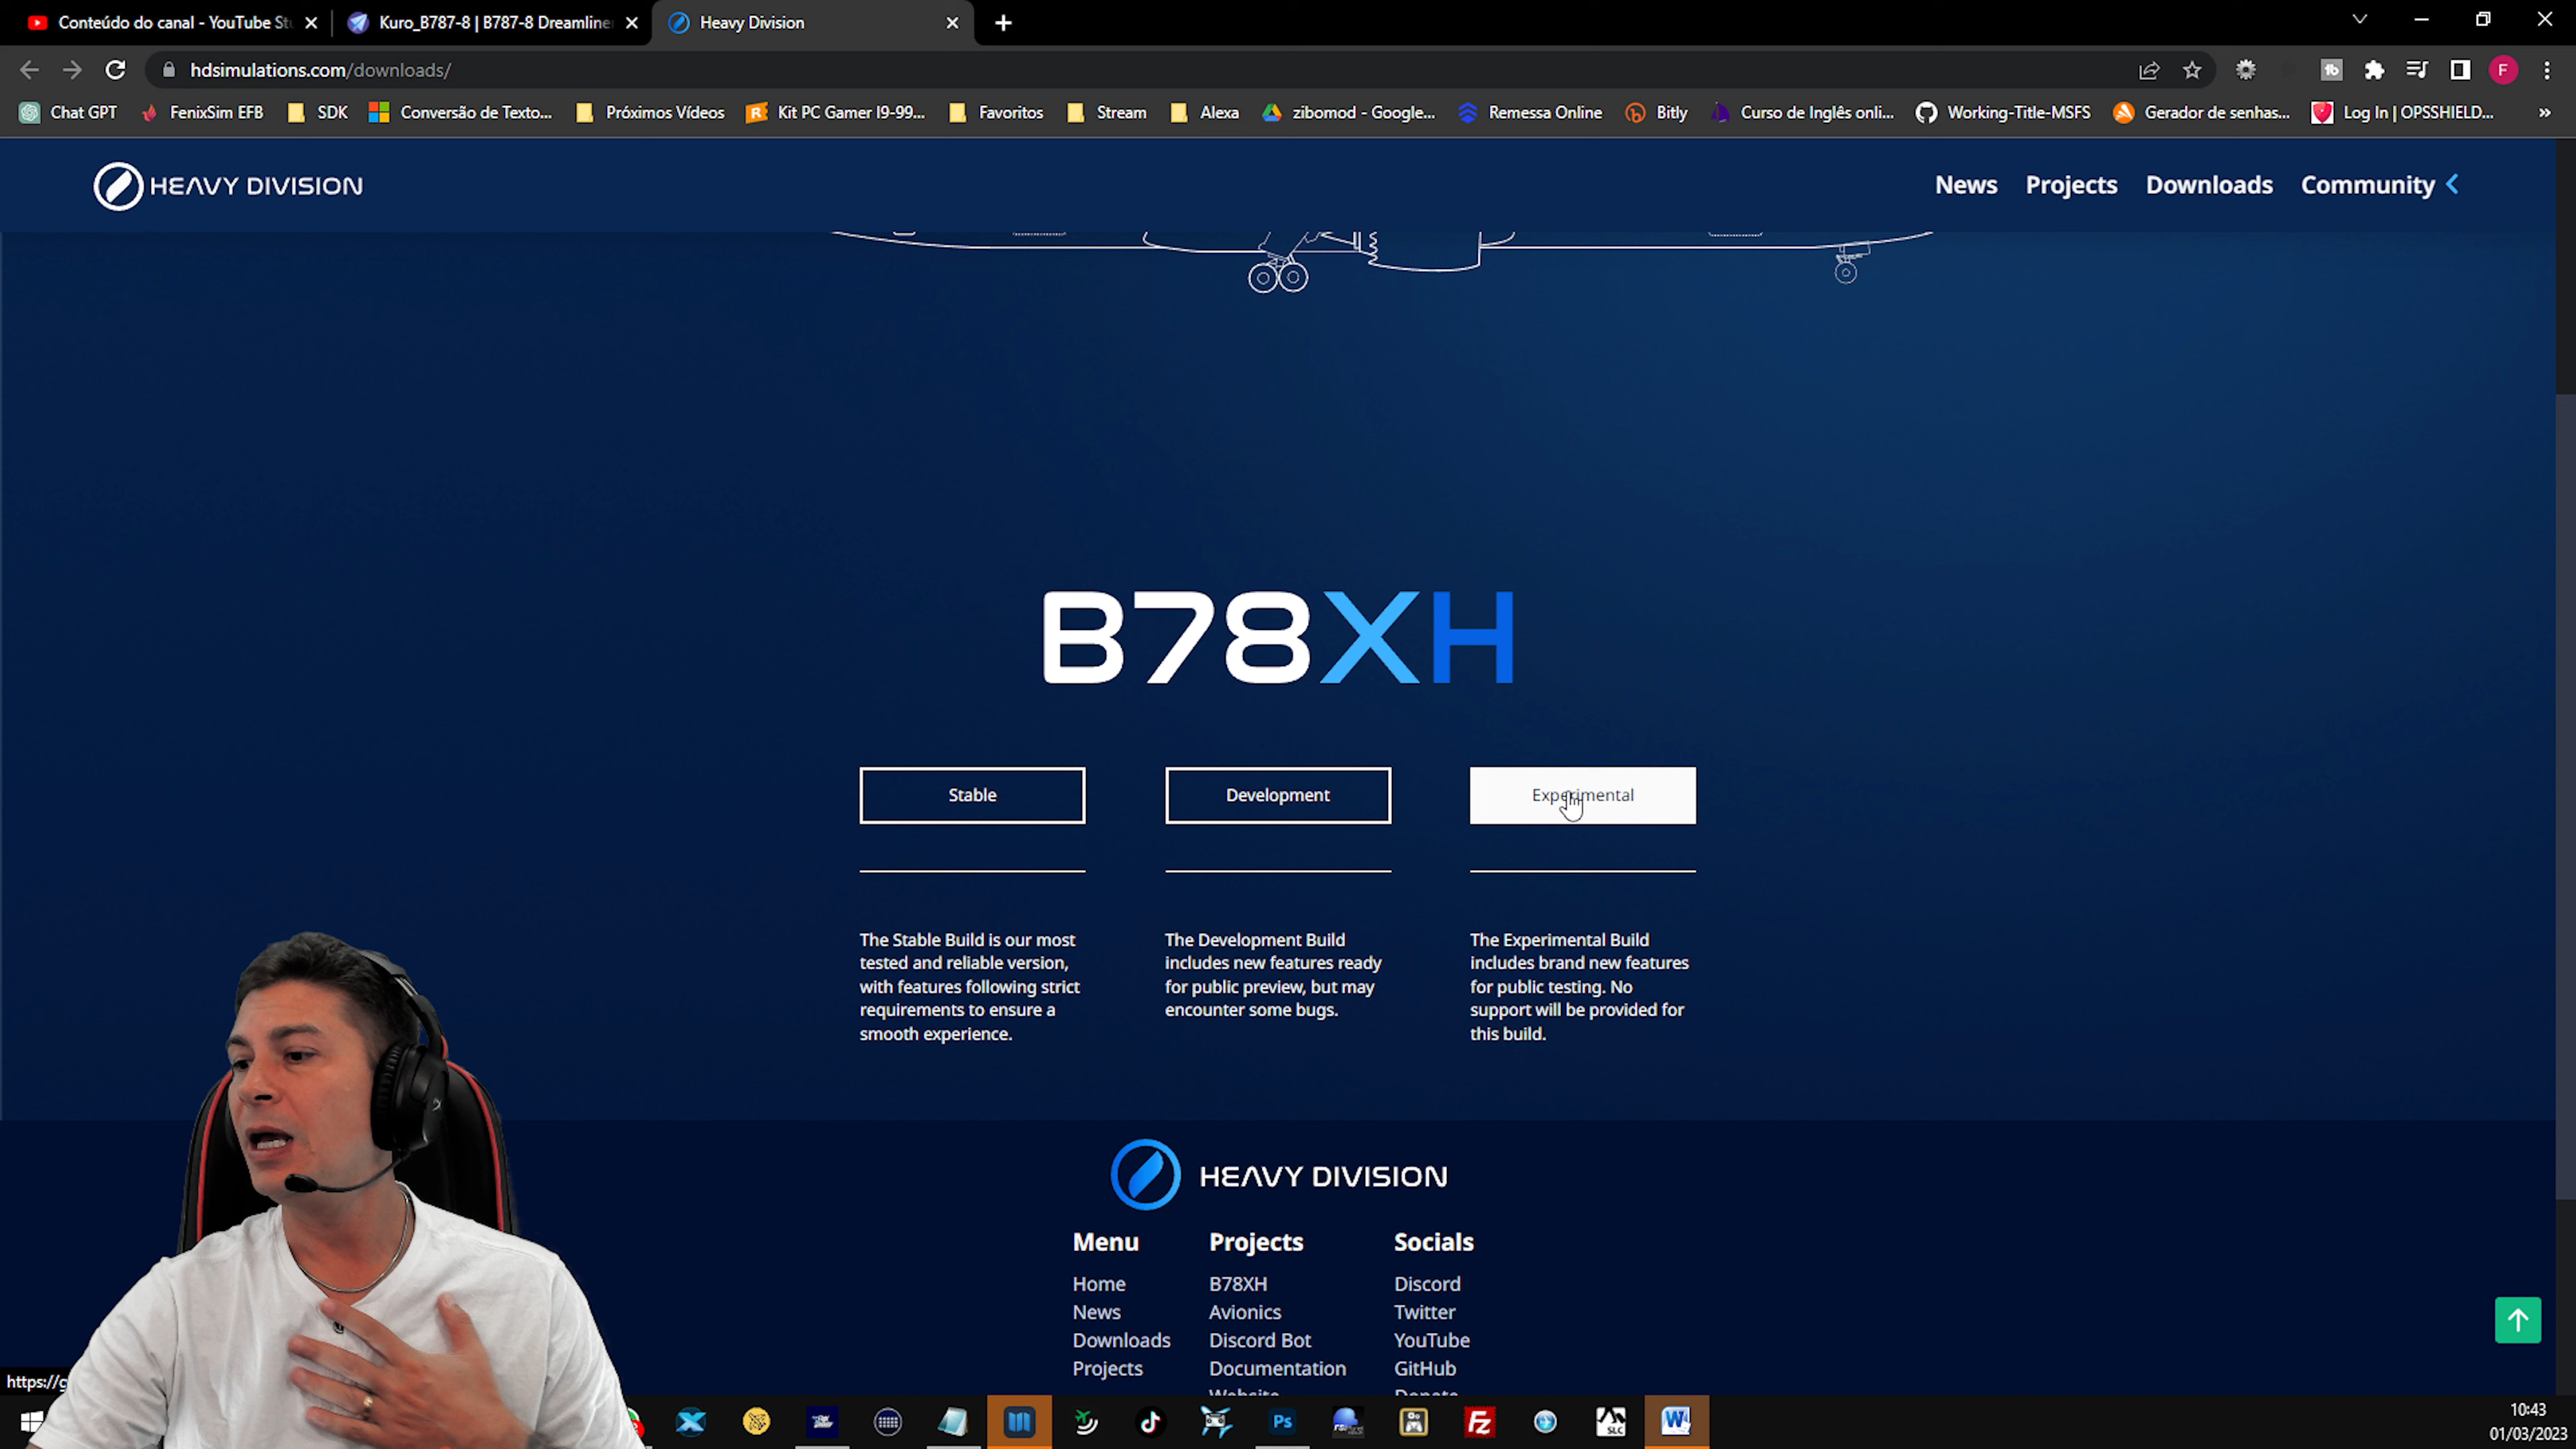 Conteúdo do canal - YouTube St
Kuro_B787-8 | B787-8 Dreamline
Heavy Division
hdsimulations.com/downloads/
Chat GPT
FenixSim EFB
SDK
Conversão de Texto...
Próximos Vídeos
Kit PC Gamer I9-99...
Favoritos
Stream
Alexa
zibomod - Google...
Remessa Online
Bitly
Curso de Inglês onli...
Working-Title-MSFS
Gerador de senhas...
Log In | OPSSHIELD...
HEAVY DIVISION
News
Projects
Downloads
Community
B78XH
Stable
Development
Experimental
The Stable Build is our most
tested and reliable version,
with features following strict
requirements to ensure a
smooth experience.
The Development Build
includes new features ready
for public preview, but may
encounter some bugs.
The Experimental Build
includes brand new features
for public testing. No
support will be provided for
this build.
HEAVY DIVISION
Menu
Home
News
Downloads
Projects
Projects
B78XH
Avionics
Discord Bot
Documentation
Website
Socials
Discord
Twitter
YouTube
GitHub
Donate
https://g
Ps
Fz
SLC
W
10:43
01/03/2023